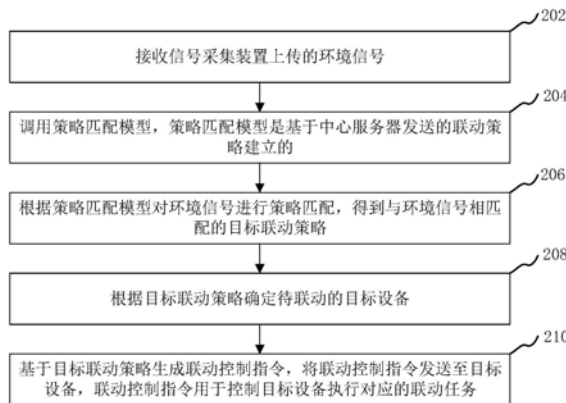 202
接收信号采集装置上传的环境信号
204
调用策略匹配模型，策略匹配模型是基于中心服务器发送的联动策
略建立的
206
根据策略匹配模型对环境信号进行策略匹配，得到与环境信号相匹
配的目标联动策略
208
根据目标联动策略确定待联动的目标设备
210
基于目标联动策略生成联动控制指令，将联动控制指令发送至目标
设备，联动控制指令用于控制目标设备执行对应的联动任务